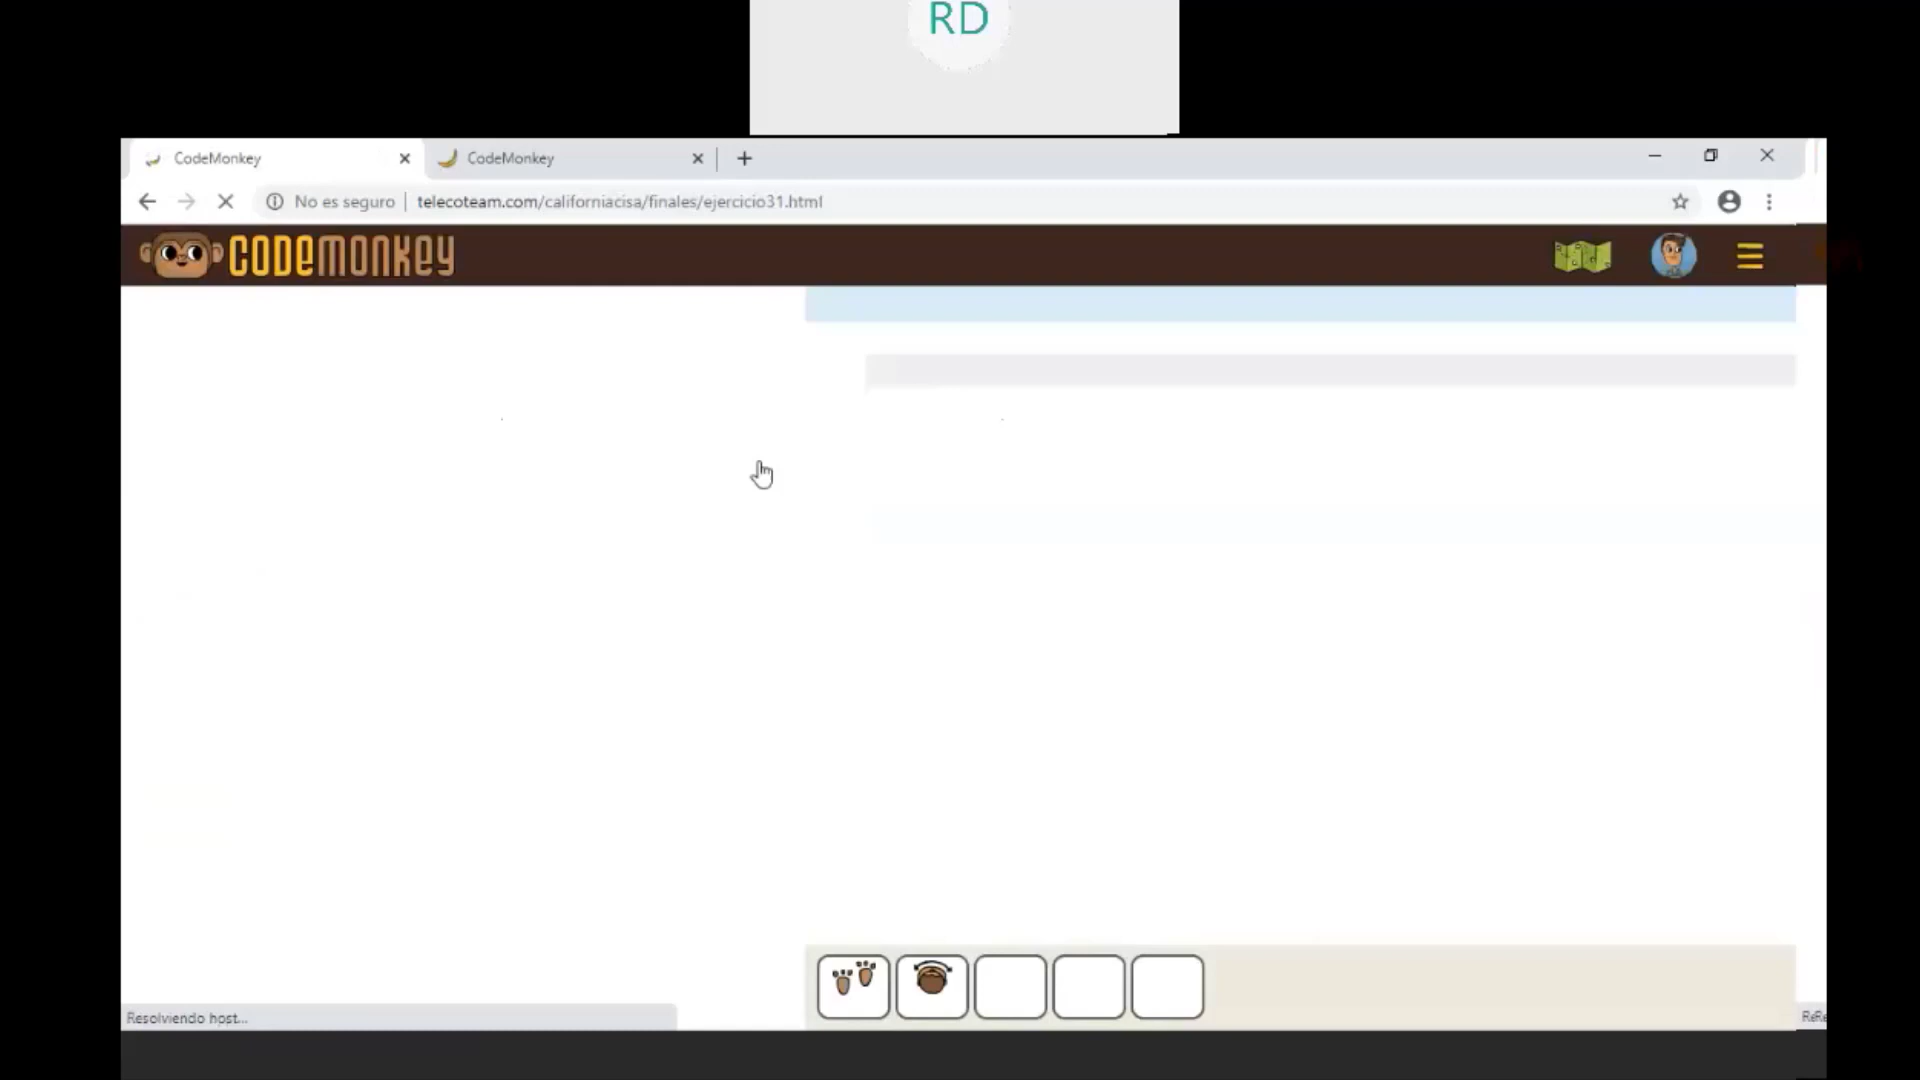 RD
CodeMonkey
CodeMonkey
No es seguro
telecoteam.com/californiacisa/finales/ejercicio31.html
CODEMONKEY
Resolviendo host...